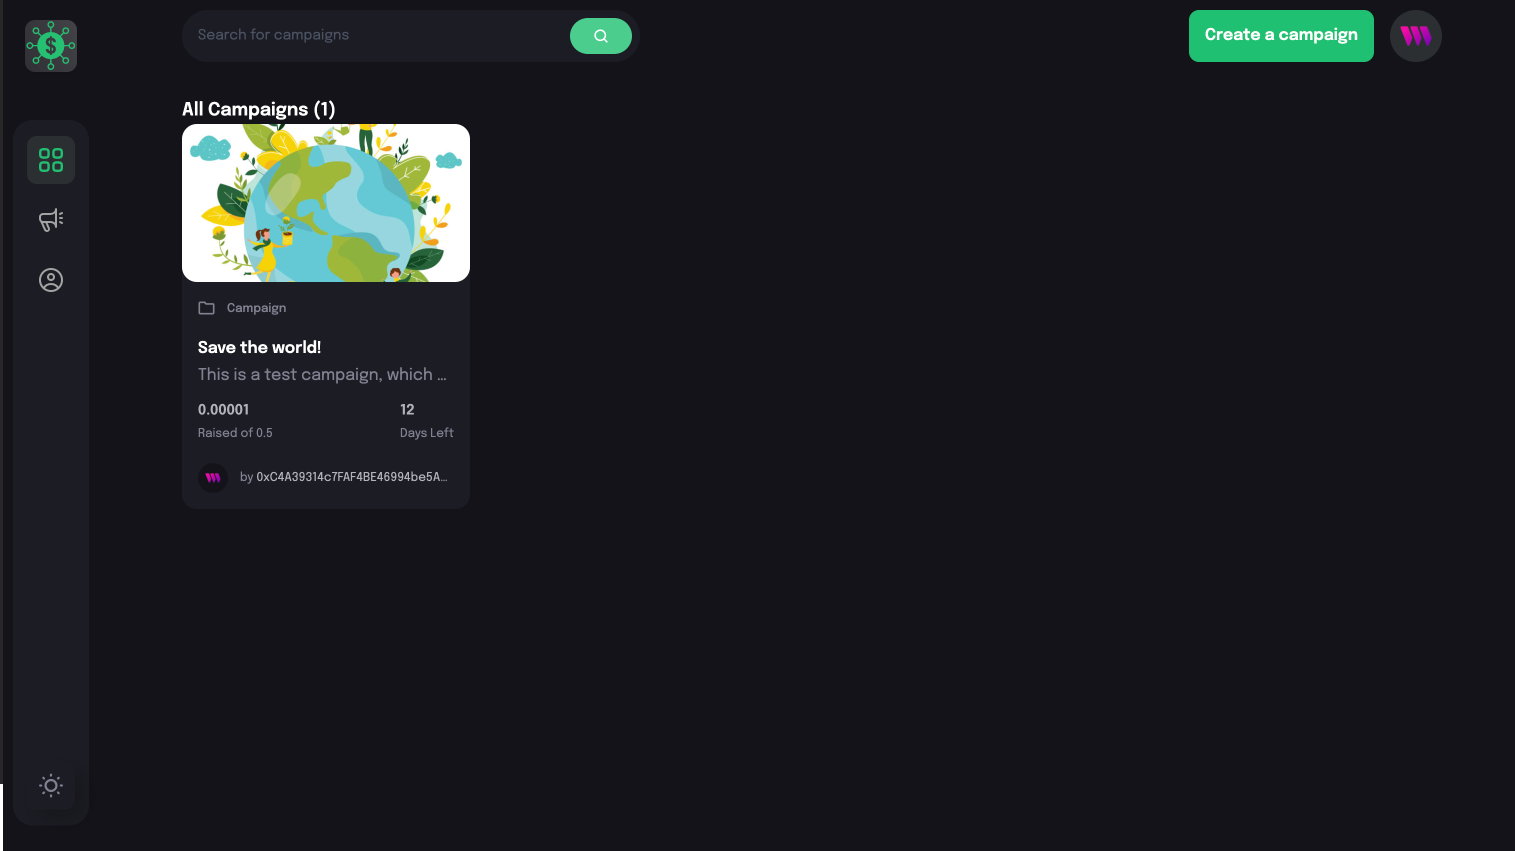 Search for campaigns
Create a campaign
All Campaigns (1)
Campaign
Save the world!
This is a test campaign, which ...
0.00001
12
Raised of 0.5
Days Left
by 0xC4A39314c7FAF4BE46994be5A...